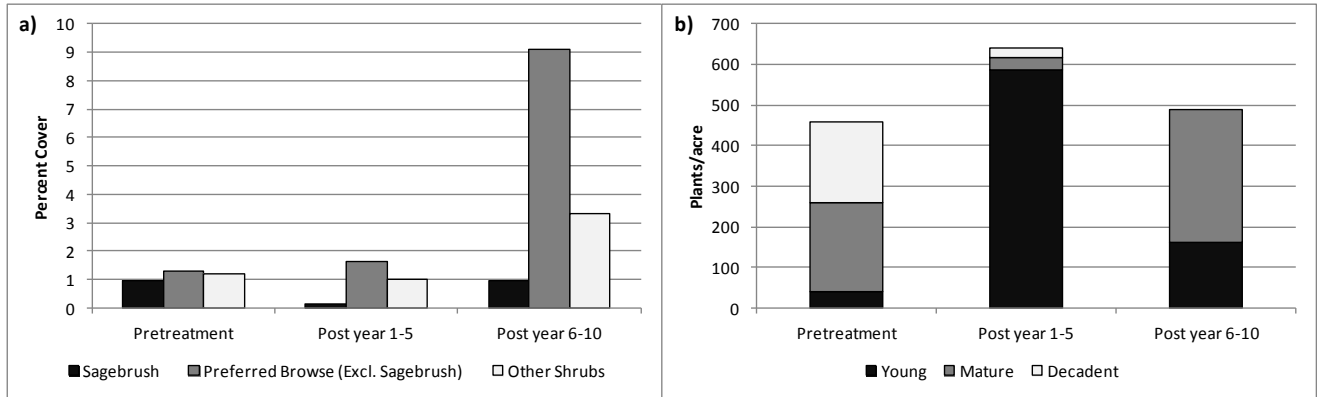 a)
Percent Cover
10
9
8
7
6
5
4
3
2
1
0
Pretreatment Post year 1-5 Post year 6-10
Sagebrush Preferred Browse (Excl. Sagebrush) Other Shrubs
b)
Plants/acre
700
600
500
400
300
200
100
0
Pretreatment Post year 1-5 Post year 6-10
Young Mature Decadent